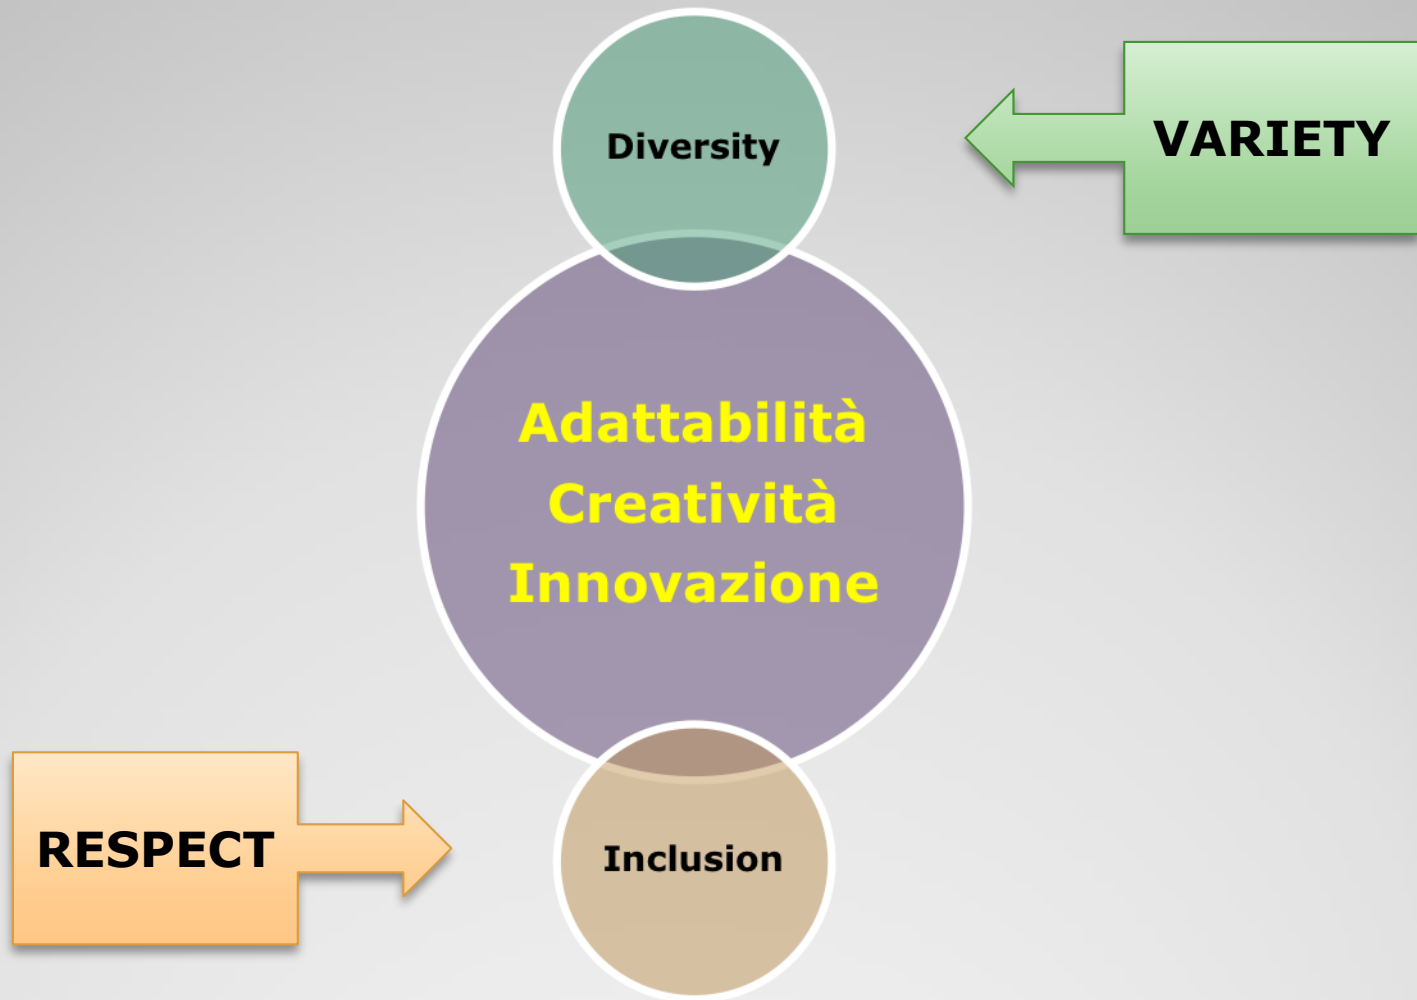 Diversity
VARIETY
Adattabilità
Creatività
Innovazione
RESPECT
Inclusion